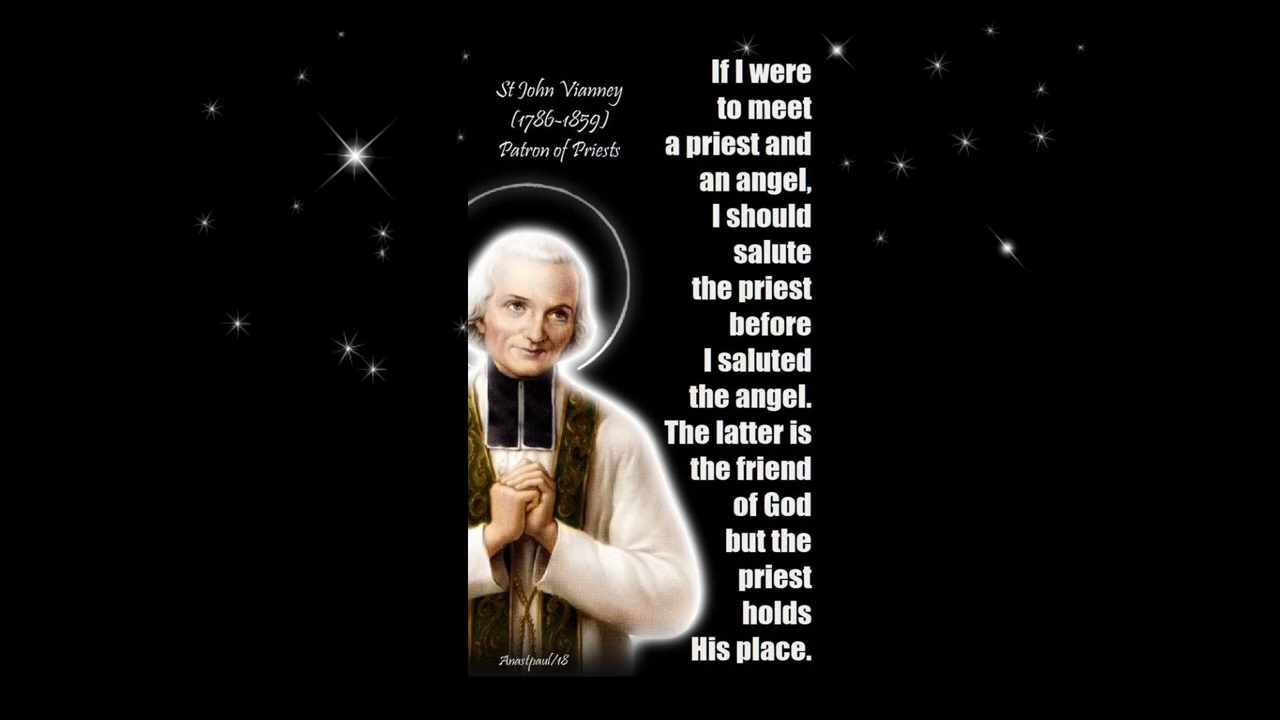 St John Vianney
(1786-1859)
Patron of Priests
If I were
to meet
a priest and
an angel,
I should
salute
the priest
before
I saluted
the angel.
The latter is
the friend
of God
but the
priest
holds
His place.
Anastpaul/18